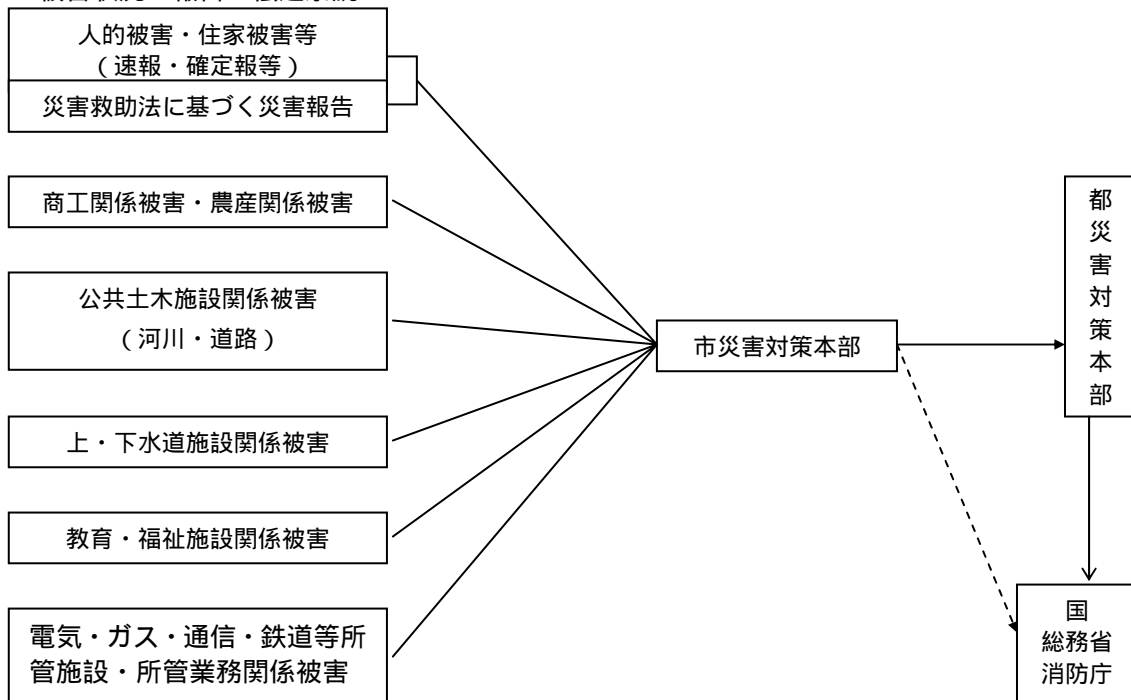 人的被害・住家被害等
（速報・確定報等）
災害救助法に基づく災害報告
商工関係被害・農産関係被害
公共土木施設関係被害
（河川・道路）
上・下水道施設関係被害
教育・福祉施設関係被害
電気・ガス・通信・鉄道等所
管施設・所管業務関係被害
市災害対策本部
都災害対策本部
国
総務省
消防庁